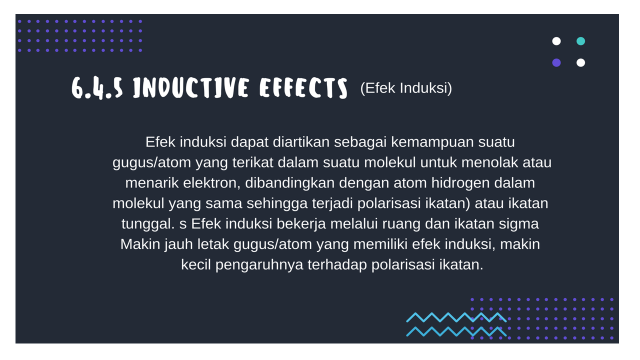 6.4.5 INDUCTIVE EFFECTS (Efek Induksi)
Efek induksi dapat diartikan sebagai kemampuan suatu
gugus/atom yang terikat dalam suatu molekul untuk menolak atau
menarik elektron, dibandingkan dengan atom hidrogen dalam
molekul yang sama sehingga terjadi polarisasi ikatan) atau ikatan
tunggal. s Efek induksi bekerja melalui ruang dan ikatan sigma
Makin jauh letak gugus/atom yang memiliki efek induksi, makin
kecil pengaruhnya terhadap polarisasi ikatan.